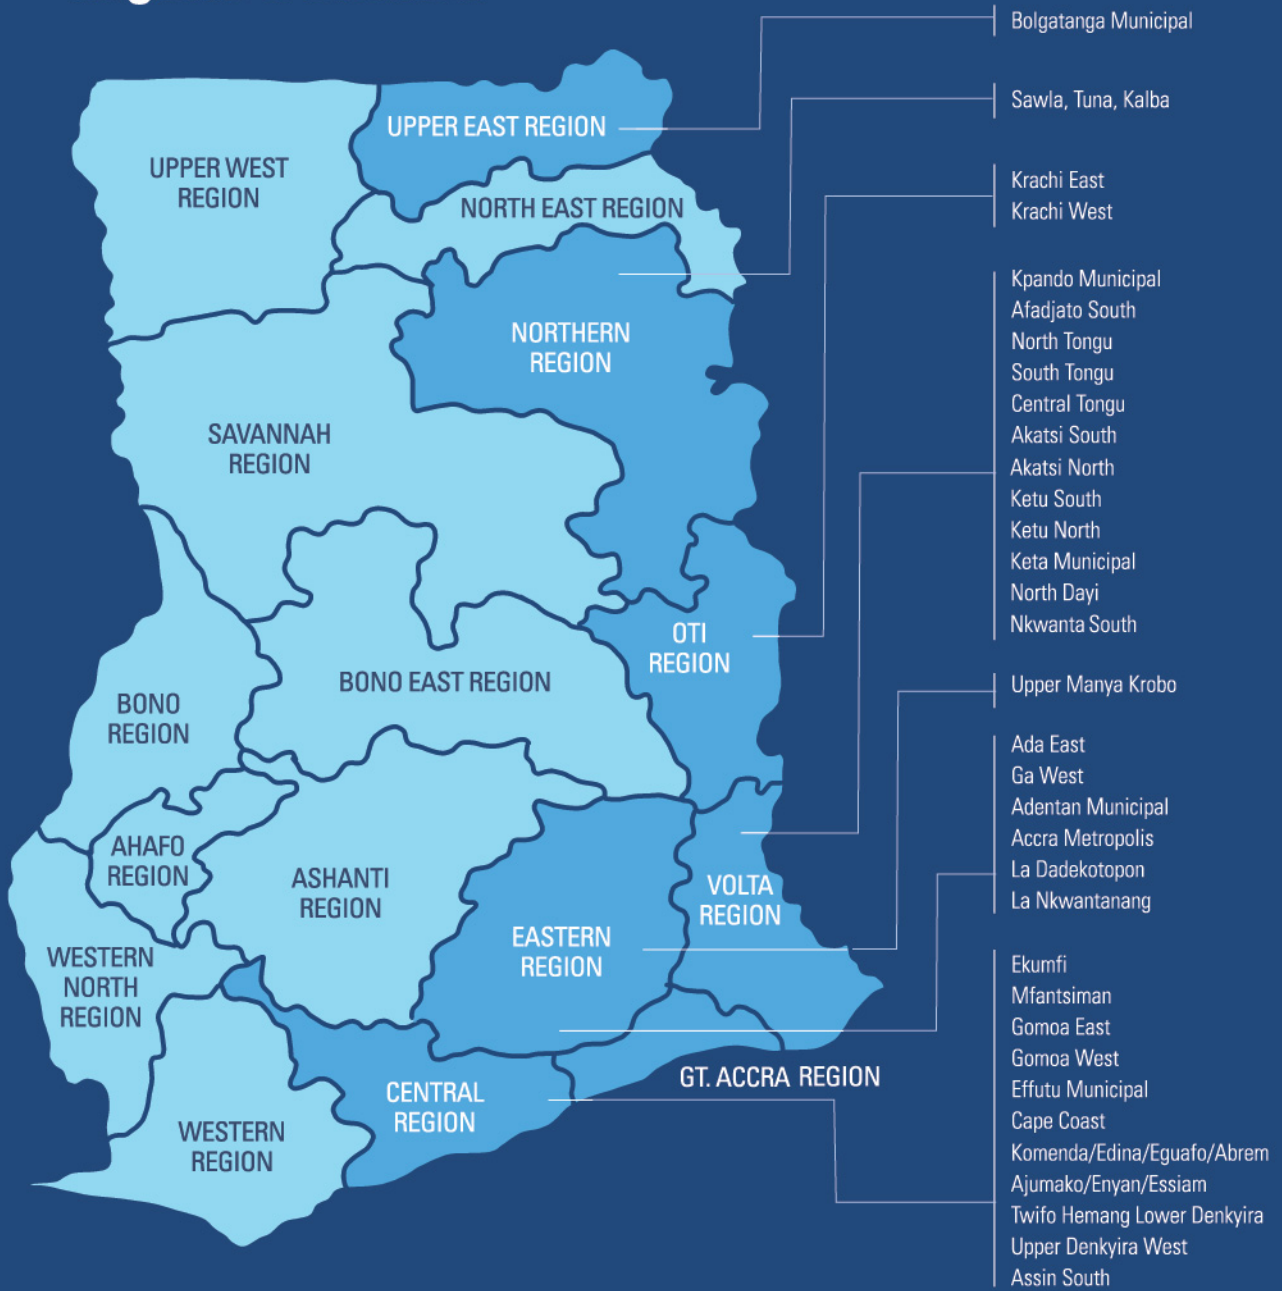 Bolgatanga Municipal
Sawla, Tuna, Kalba
Krachi East
Krachi West
Kpando Municipal
Afadjato South
North Tongu
South Tongu
Central Tongu
Akatsi South
Akatsi North
Ketu South
Ketu North
Keta Municipal
North Dayi
Nkwanta South
Upper Manya Krobo
Ada East
Ga West
Adentan Municipal
Accra Metropolis
La Dadekotopon
La Nkwantanang
Ekumfi
Mfantsiman
Gomoa East
Gomoa West
Effutu Municipal
Cape Coast
Komenda/Edina/Eguafo/Abrem
Ajumako/Enyan/Essiam
Twifo Hemang Lower Denkyira
Upper Denkyira West
Assin South
UPPER EAST REGION
UPPER WEST
REGION
NORTH EAST REGION
NORTHERN
REGION
SAVANNAH
REGION
OTI
REGION
BONO EAST REGION
BONO
REGION
AHAFO
REGION
ASHANTI
REGION
VOLTA
REGION
EASTERN
REGION
WESTERN
NORTH
REGION
GT. ACCRA REGION
CENTRAL
REGION
WESTERN
REGION